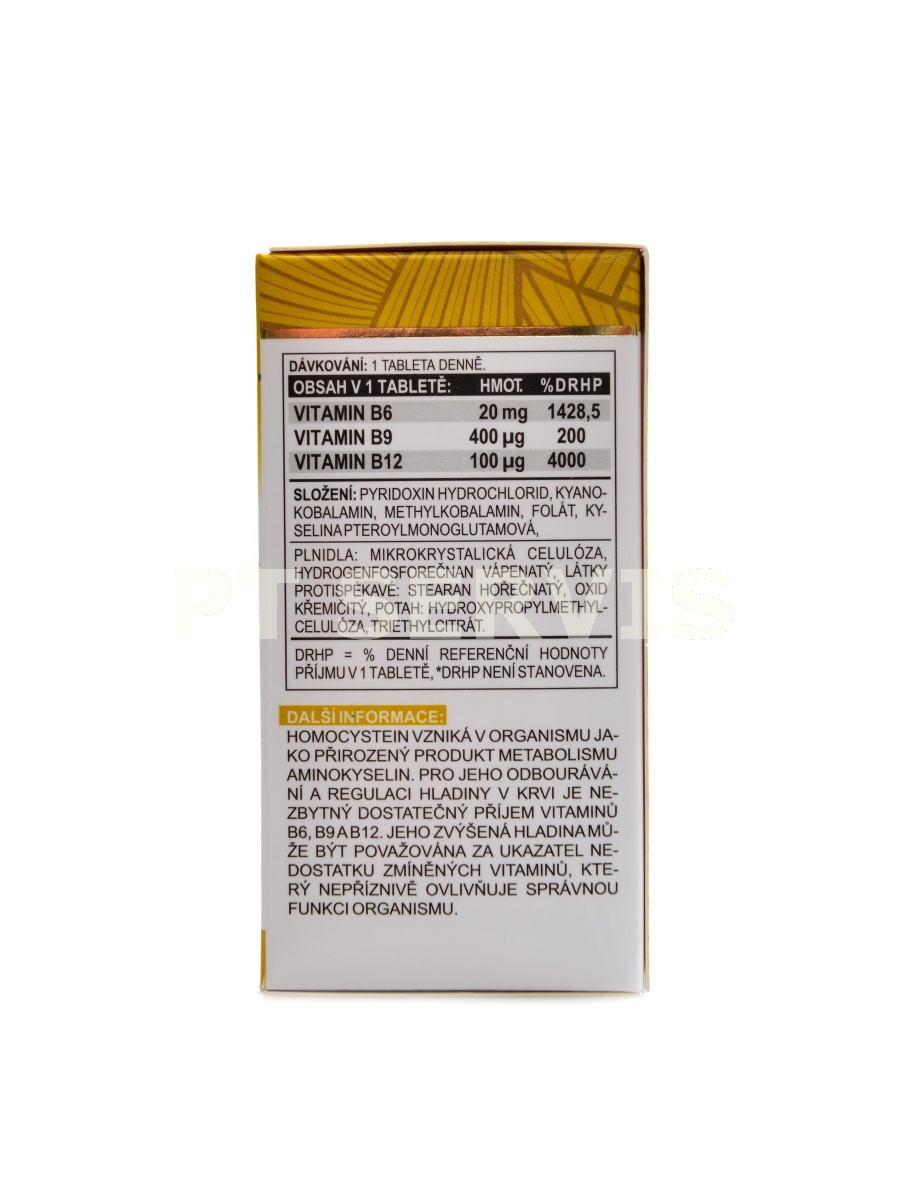 DÁVKOVÁNÍ: 1 TABLETA DENNĚ.
OBSAH V 1 TABLETĚ: HMOT. %DRHP
VITAMIN B6 20 mg 1428,5
VITAMIN B9 400 µg 200
VITAMIN B12 100 µg 4000
SLOŽENÍ: PYRIDOXIN HYDROCHLORID, KYANO-
KOBALAMIN, METHYLKOBALAMIN, FOLÁT, KY-
SELINA PTEROYLMONOGLUTAMOVÁ,
PLNIDLA: MIKROKRYSTALICKÁ CELULÓZA,
HYDROGENFOSFOREČNAN VÁPENATÝ, LÁTKY
PROTISPÉKAVÉ: STEARAN HOŘEČNATÝ, OXID
KŘEMIČITÝ, POTAH: HYDROXYPROPYLMETHYL-
CELULÓZA, TRIETHYLCITRÁT.
PT SERVIS
DRHP = % DENNÍ REFERENČNÍ HODNOTY
PŘÍJMU V 1 TABLETĚ, *DRHP NENÍ STANOVENA.
DALŠÍ INFORMACE:
HOMOCYSTEIN VZNIKÁ V ORGANISMU JA-
KO PŘIROZENÝ PRODUKT METABOLISMU
AMINOKYSELIN. PRO JEHO ODBOURÁVÁ-
NÍ A REGULACI HLADINY V KRVI JE NE-
ZBYTNÝ DOSTATEČNÝ PŘÍJEM VITAMINŮ
B6, B9 A B12. JEHO ZVÝŠENÁ HLADINA MŮ-
ŽE BÝT POVAŽOVÁNA ZA UKAZATEL NE-
DOSTATKU ZMÍNĚNÝCH VITAMINŮ, KTE-
RÝ NEPŘÍZNIVĚ OVLIVŇUJE SPRÁVNOU
FUNKCI ORGANISMU.